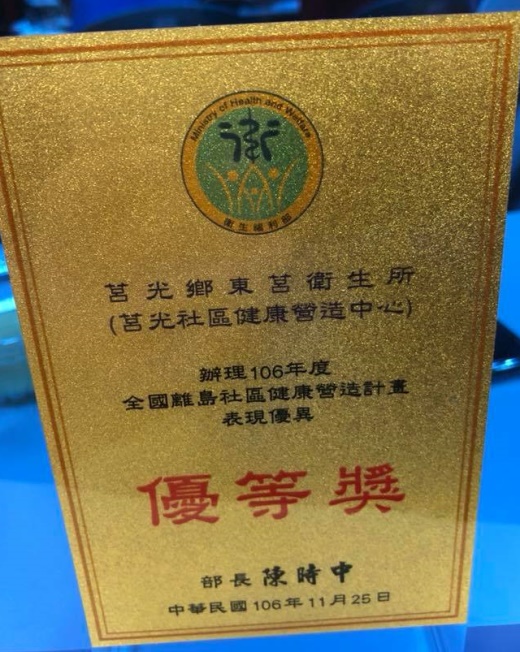 Ministry of Health and Welfare
衛
衛生福利部
莒光鄉東莒衛生所
(莒光社區健康營造中心)
辦理106年度
全國離島社區健康營造計畫
表現優異
優等獎
部長 陳時中
中華民國106年11月25日